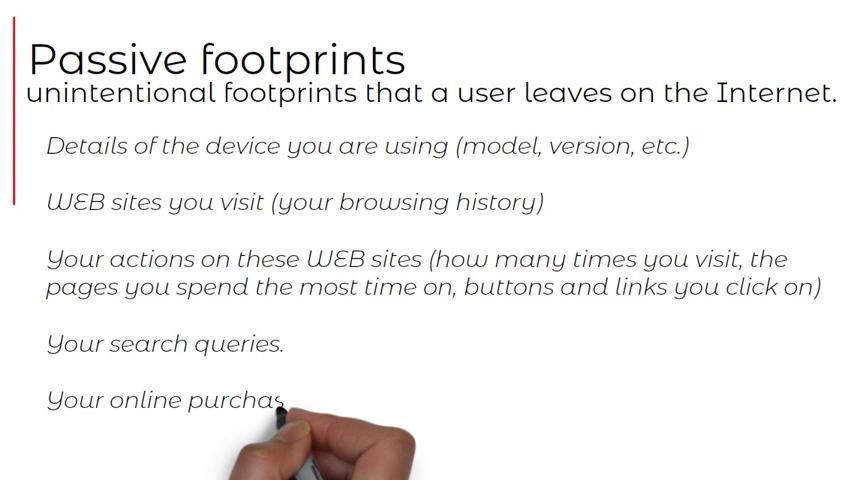 Passive footprints
unintentional footprints that a user leaves on the Internet.
Details of the device you are using (model, version, etc.)
WEB sites you visit (your browsing history)
Your actions on these WEB sites (how many times you visit, the
pages you spend the most time on, buttons and links you click on)
Your search queries.
Your online purchas